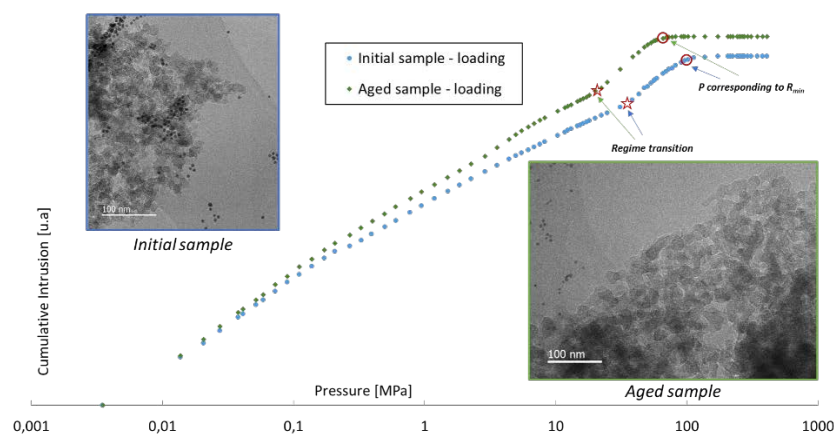 Initial sample - loading
Aged sample - loading
P corresponding to Rmin
Regime transition
100 nm
Initial sample
100 nm
Aged sample
Cumulative Intrusion [u.a]
Pressure [MPa]
0,001 0,01 0,1 1 10 100 1000